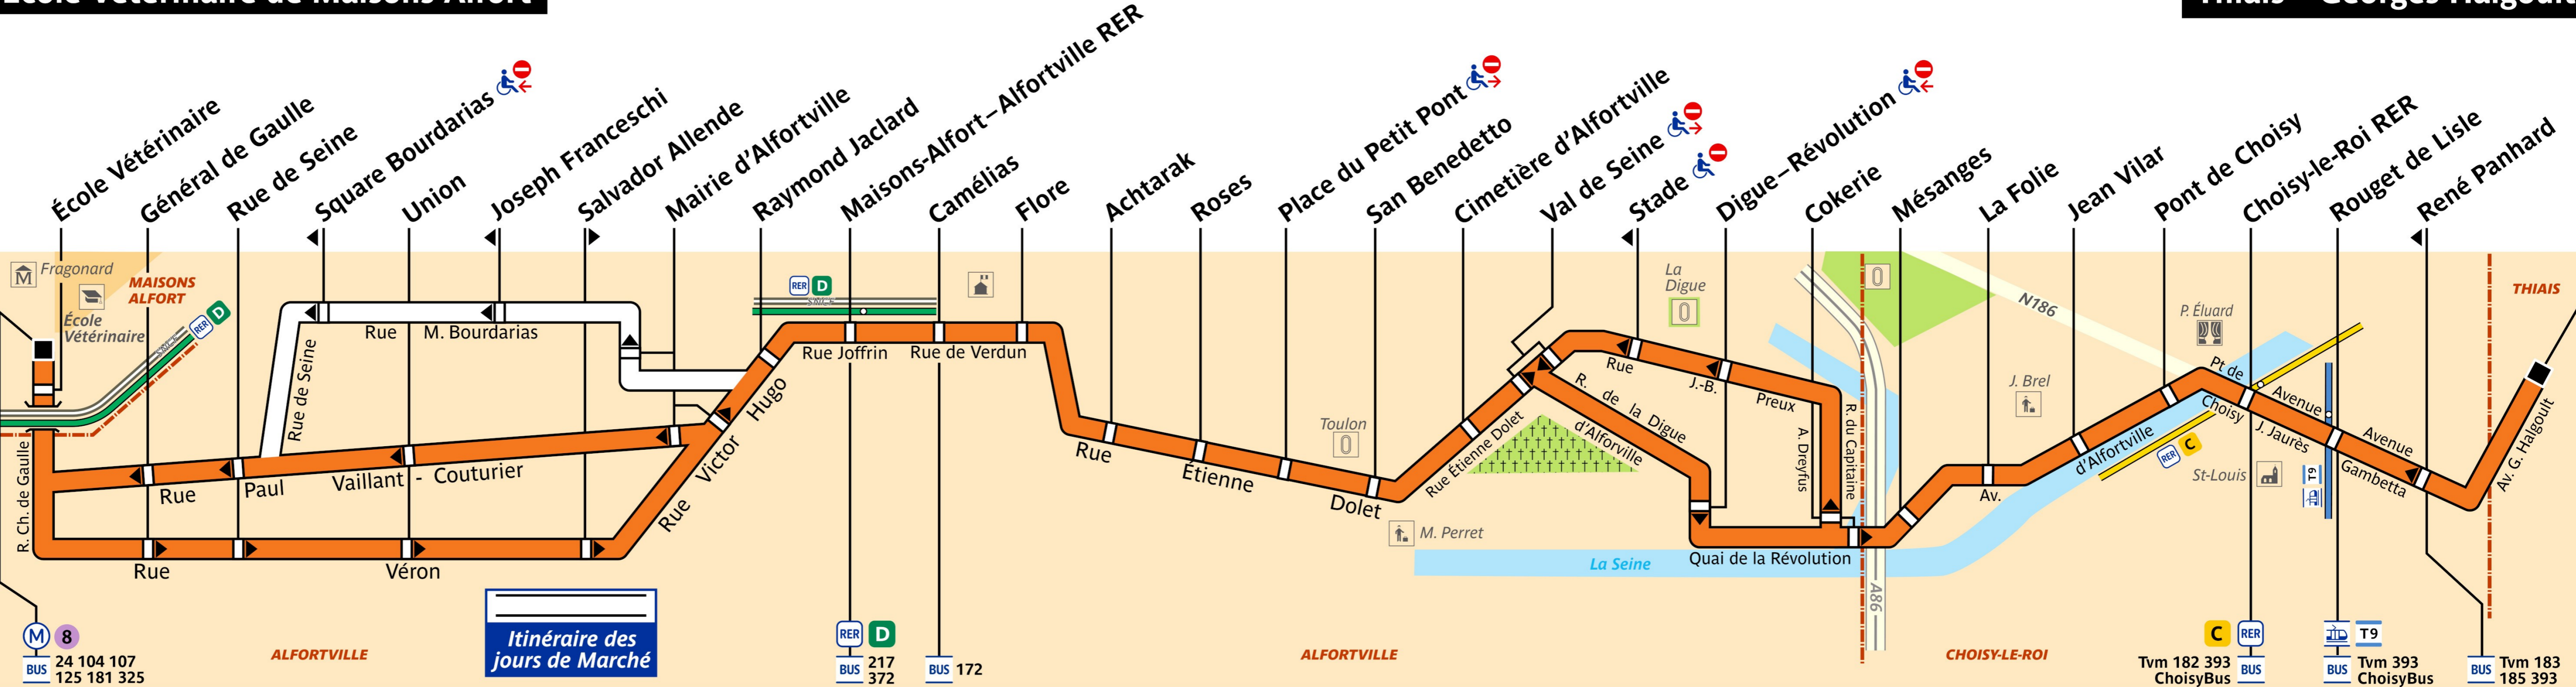 École Vétérinaire de Maisons-Alfort
Thiais – Georges Halgoult
École Vétérinaire
Général de Gaulle
Rue de Seine
Square Bourdarias
Union
Joseph Franceschi
Salvador Allende
Mairie d'Alfortville
Raymond Jaclard
Maisons-Alfort–Alfortville RER
Camélias
Flore
Achtarak
Roses
Place du Petit Pont
San Benedetto
Cimetière d'Alfortville
Val de Seine
Stade
Digue–Révolution
Cokerie
Mésanges
La Folie
Jean Vilar
Pont de Choisy
Choisy-le-Roi RER
Rouget de Lisle
René Panhard
M Fragonard
MAISONS
ALFORT
École
Vétérinaire
SNCF
RER D
Rue M. Bourdarias
Rue de Seine
R. Ch. de Gaulle
Rue Paul Vaillant - Couturier
Rue Véron
Rue Victor Hugo
RER D
SNCF
Rue Joffrin
Rue de Verdun
Rue Étienne Dolet
Toulon
M. Perret
Rue Étienne Dolet
R. de la Digue
d'Alforville
Rue J.-B. Preux
La
Digue
A. Dreyfus
R. du Capitaine
Quai de la Révolution
La Seine
A86
N186
J. Brel
P. Éluard
Av. d'Alfortville
Pt de
Choisy
RER C
Avenue
J. Jaurès
St-Louis
T9
Avenue
Gambetta
Av. G. Halgoult
THIAIS
M 8
BUS 24 104 107
125 181 325
ALFORTVILLE
Itinéraire des
jours de Marché
RER D
BUS 217
372
BUS 172
ALFORTVILLE
CHOISY-LE-ROI
C RER
Tvm 182 393 BUS
ChoisyBus
T9
BUS Tvm 393
ChoisyBus
BUS Tvm 183
185 393